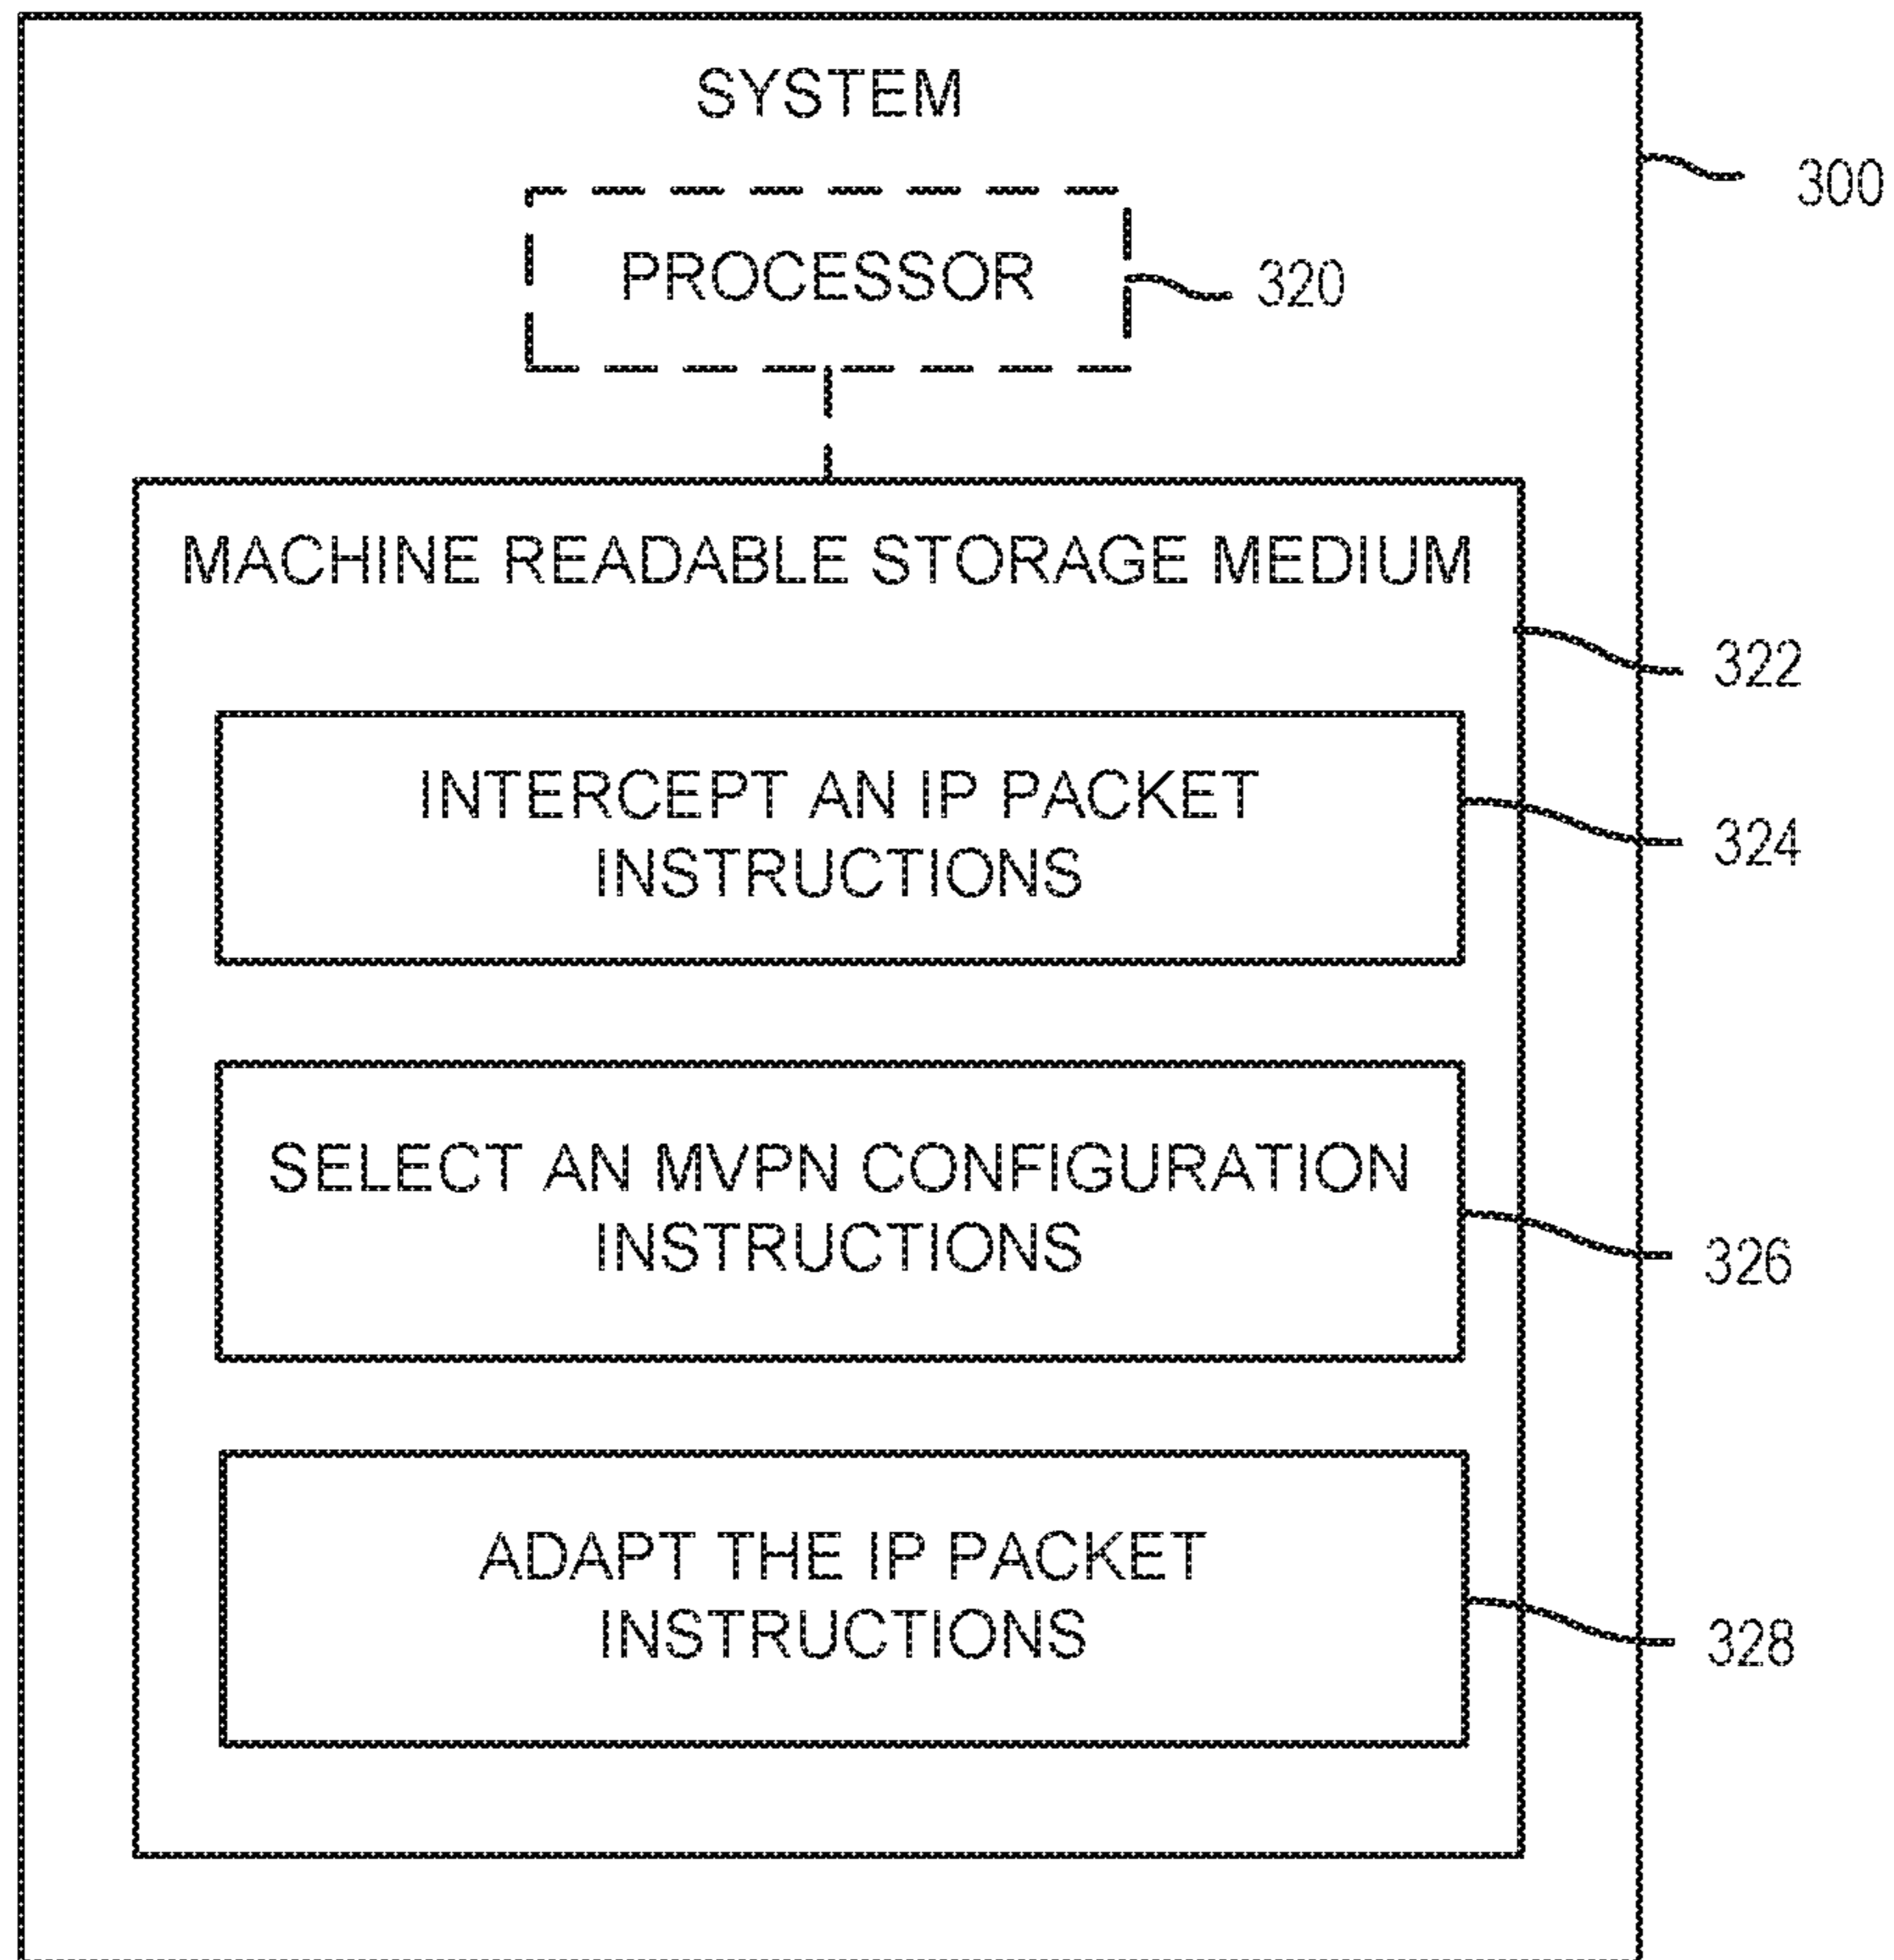 SYSTEM
300
PROCESSOR
320
MACHINE READABLE STORAGE MEDIUM
322
INTERCEPT AN IP PACKET
INSTRUCTIONS
324
SELECT AN MVPN CONFIGURATION
INSTRUCTIONS
326
ADAPT THE IP PACKET
INSTRUCTIONS
328